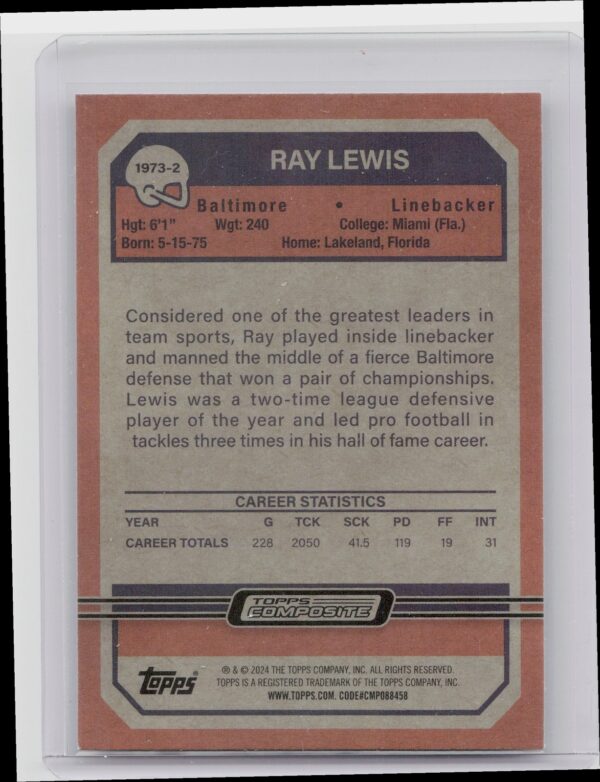 1973-2
RAY LEWIS
Baltimore • Linebacker
Hgt: 6'1" Wgt: 240 College: Miami (Fla.)
Born: 5-15-75 Home: Lakeland, Florida
Considered one of the greatest leaders in
team sports, Ray played inside linebacker
and manned the middle of a fierce Baltimore
defense that won a pair of championships.
Lewis was a two-time league defensive
player of the year and led pro football in
tackles three times in his hall of fame career.
CAREER STATISTICS
YEAR G TCK SCK PD FF INT
CAREER TOTALS 228 2050 41.5 119 19 31
TOPPS
COMPOSITE
topps
® & © 2024 THE TOPPS COMPANY, INC. ALL RIGHTS RESERVED.
TOPPS IS A REGISTERED TRADEMARK OF THE TOPPS COMPANY, INC.
WWW.TOPPS.COM. CODE#CMP088458